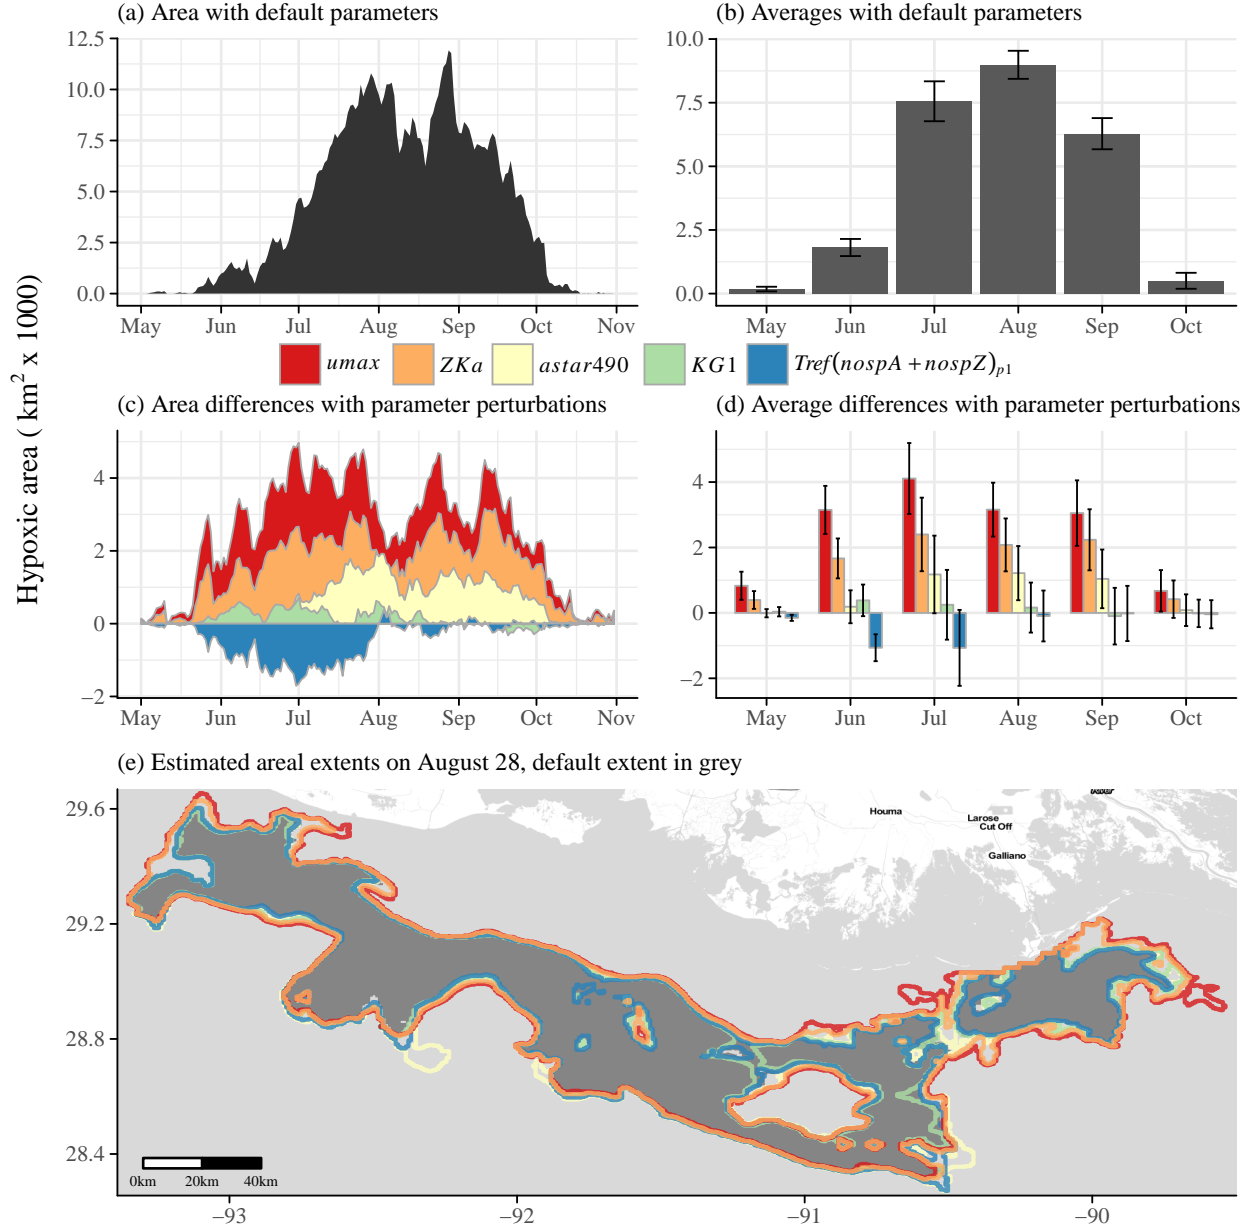 (a) Area with default parameters
(b) Averages with default parameters
12.5
10.0
7.5
5.0
2.5
0.0
May Jun Jul Aug Sep Oct Nov
10.0
7.5
5.0
2.5
0.0
May Jun Jul Aug Sep Oct
Hypoxic area ( km² x 1000)
umax ZKa astar490 KG1 Tref(nospA + nospZ)p1
(c) Area differences with parameter perturbations
(d) Average differences with parameter perturbations
4
2
0
−2
May Jun Jul Aug Sep Oct Nov
4
2
0
−2
May Jun Jul Aug Sep Oct
(e) Estimated areal extents on August 28, default extent in grey
29.6
29.2
28.8
28.4
Houma
Larose
Cut Off
Galliano
0km 20km 40km
−93 −92 −91 −90